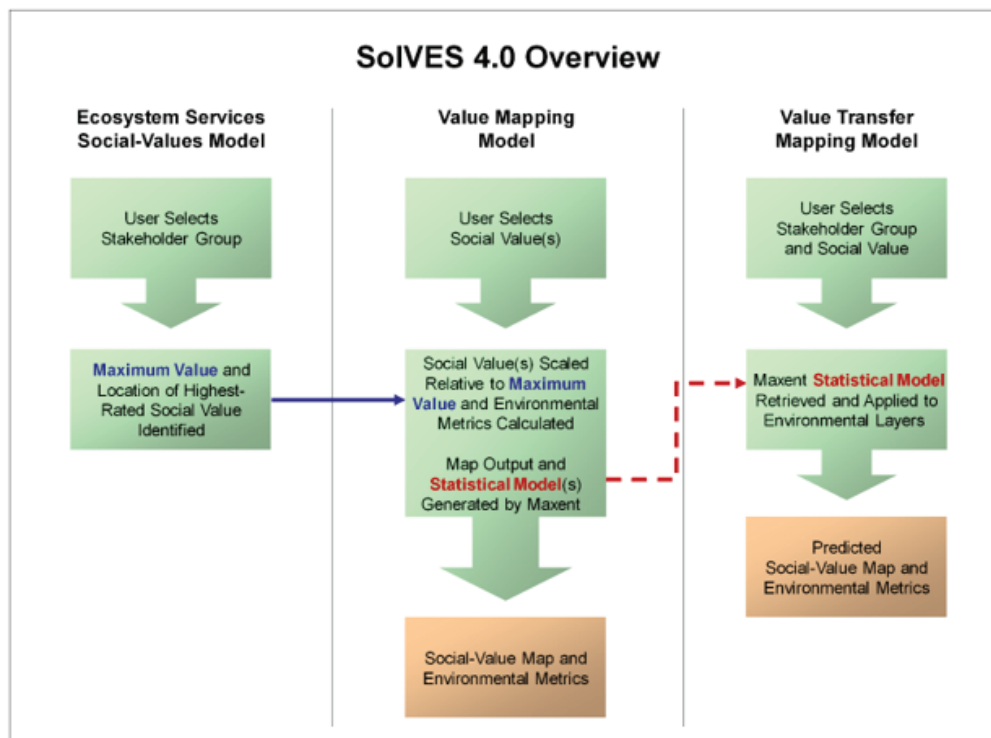 SolVES 4.0 Overview
Ecosystem Services
Social-Values Model
User Selects
Stakeholder Group
Maximum Value and
Location of Highest-
Rated Social Value
Identified
Value Mapping
Model
User Selects
Social Value(s)
Social Value(s) Scaled
Relative to Maximum
Value and Environmental
Metrics Calculated
Map Output and
Statistical Model(s)
Generated by Maxent
Social-Value Map and
Environmental Metrics
Value Transfer
Mapping Model
User Selects
Stakeholder Group
and Social Value
Maxent Statistical Model
Retrieved and Applied to
Environmental Layers
Predicted
Social-Value Map and
Environmental Metrics